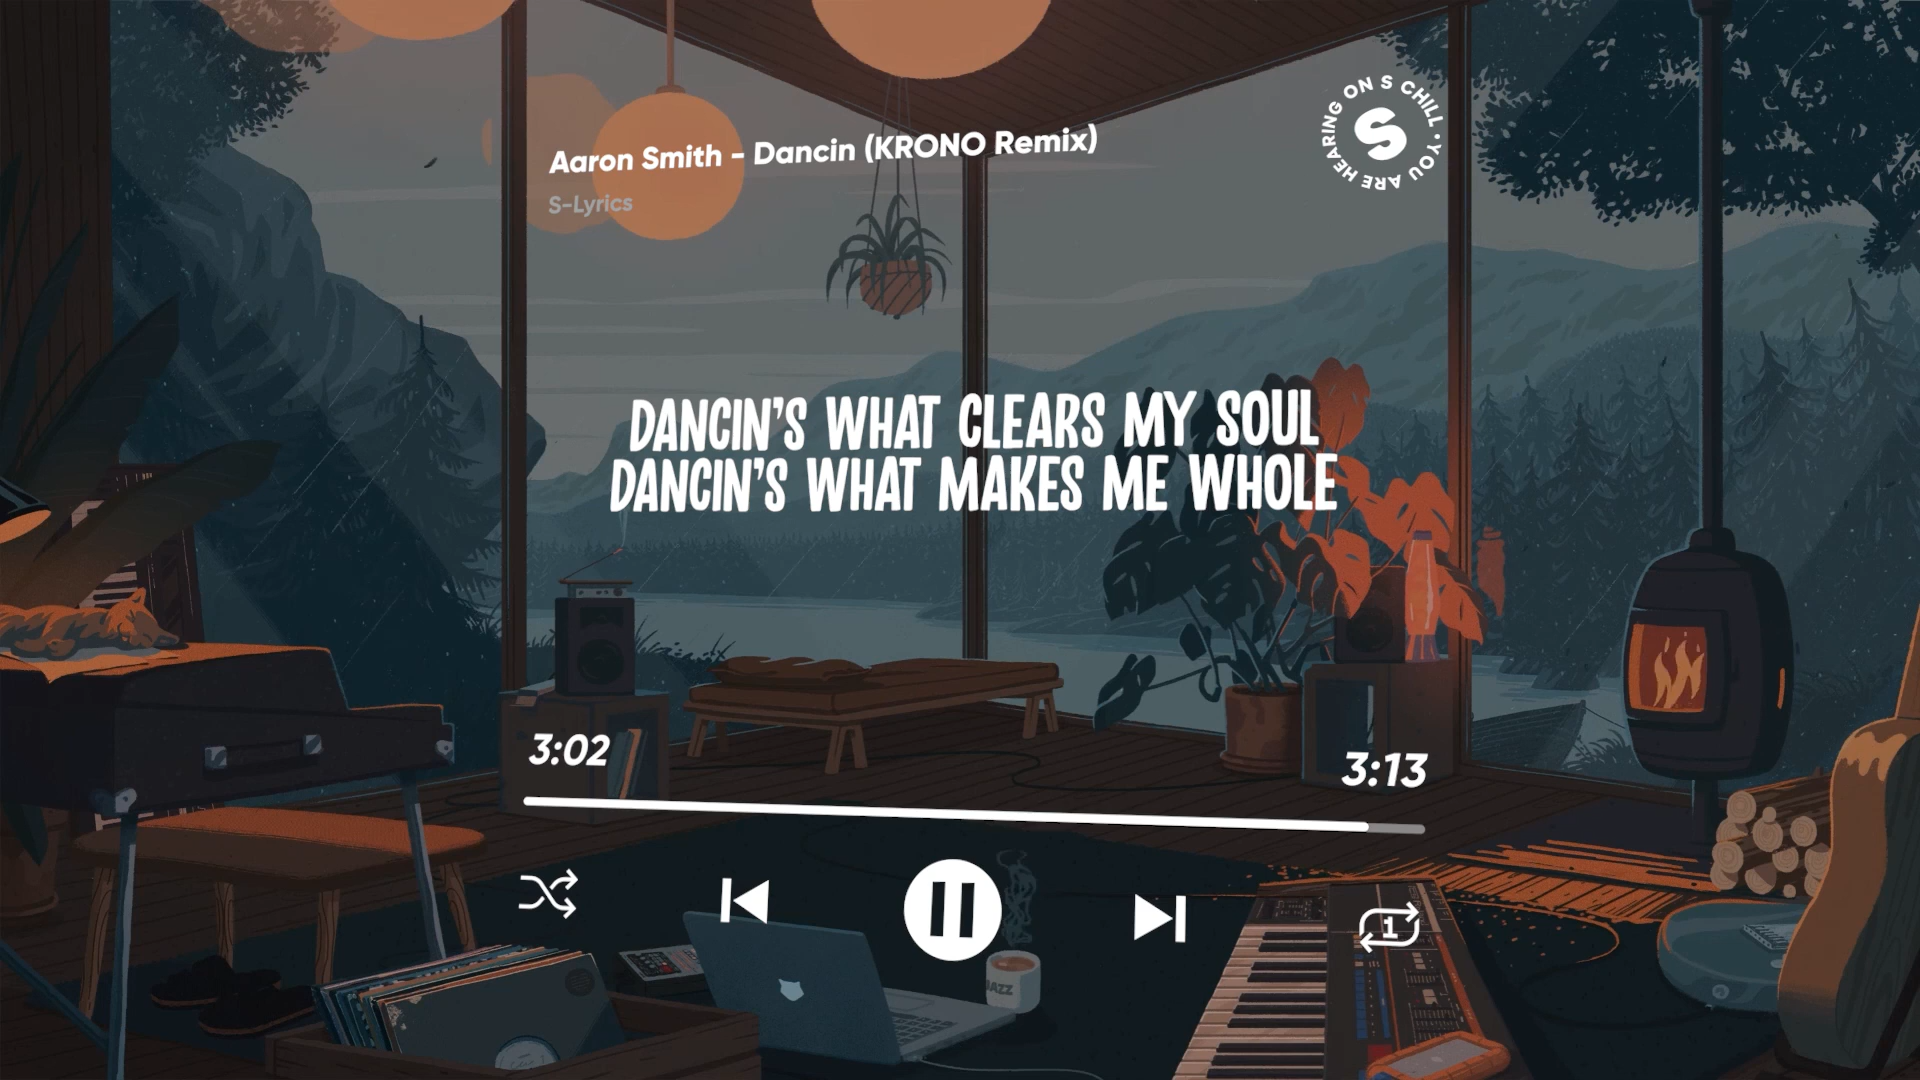 Aaron Smith - Dancin (KRONO Remix)
S-Lyrics
YOU ARE HEARING ON S CHILL •
S
DANCIN'S WHAT CLEARS MY SOUL
DANCIN'S WHAT MAKES ME WHOLE
3:02
3:13
1
JAZZ